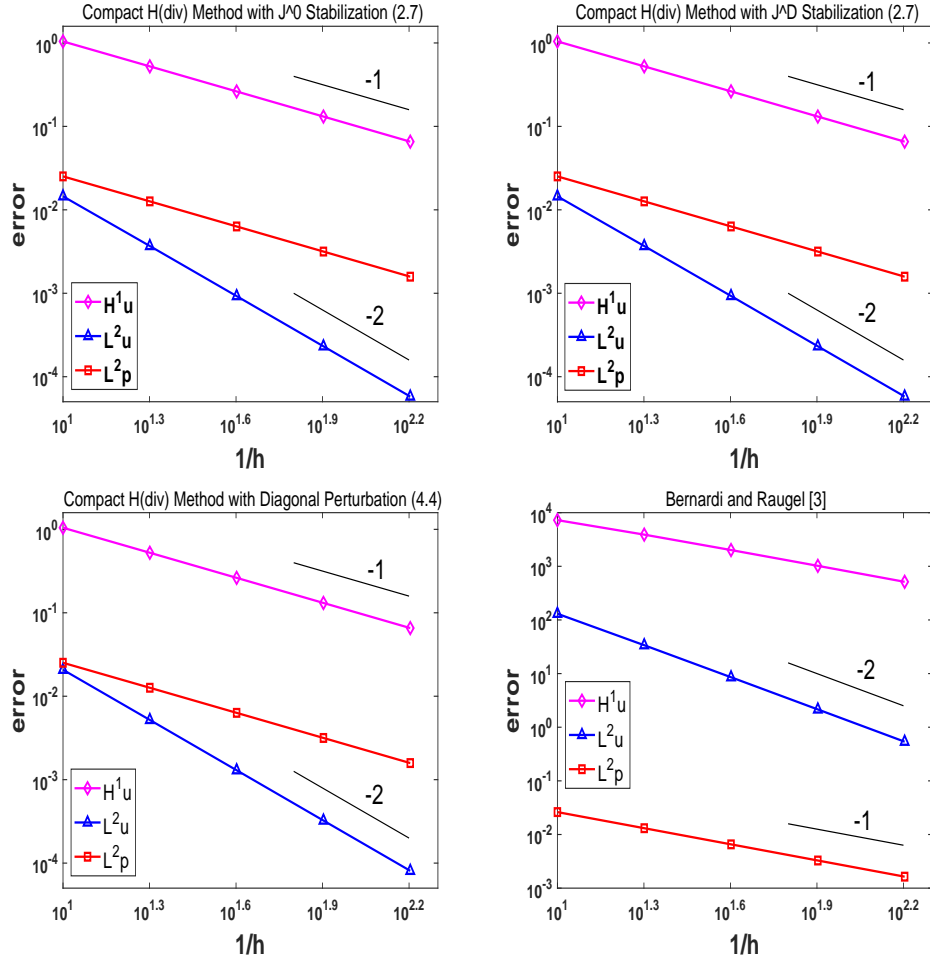 Compact H(div) Method with J^0 Stabilization (2.7)
10^0
10^-1
10^-2
10^-3
10^-4
error
-1
-2
H^1u
L^2u
L^2p
10^1 10^1.3 10^1.6 10^1.9 10^2.2
1/h
Compact H(div) Method with J^D Stabilization (2.7)
10^0
10^-1
10^-2
10^-3
10^-4
error
-1
-2
H^1u
L^2u
L^2p
10^1 10^1.3 10^1.6 10^1.9 10^2.2
1/h
Compact H(div) Method with Diagonal Perturbation (4.4)
10^0
10^-1
10^-2
10^-3
10^-4
error
-1
-2
H^1u
L^2u
L^2p
10^1 10^1.3 10^1.6 10^1.9 10^2.2
1/h
Bernardi and Raugel [3]
10^4
10^3
10^2
10^1
10^0
10^-1
10^-2
10^-3
error
-2
H^1u
L^2u
L^2p
-1
10^1 10^1.3 10^1.6 10^1.9 10^2.2
1/h